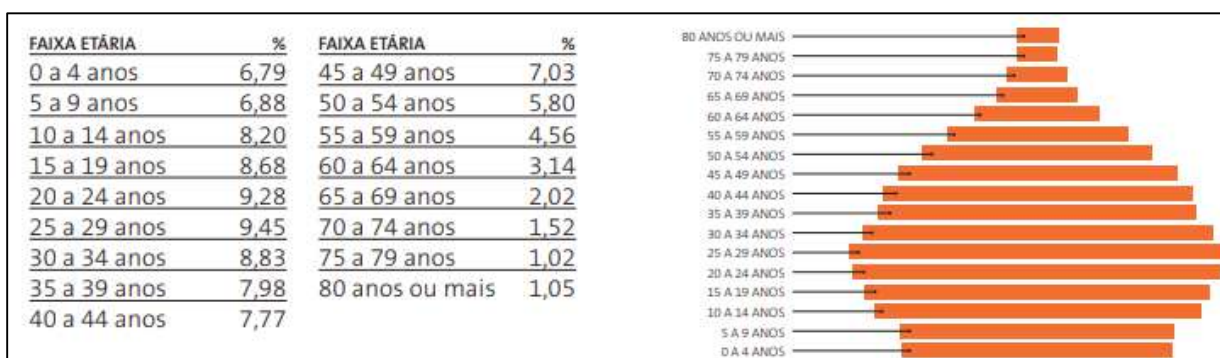 FAIXA ETÁRIA %
0 a 4 anos 6,79
5 a 9 anos 6,88
10 a 14 anos 8,20
15 a 19 anos 8,68
20 a 24 anos 9,28
25 a 29 anos 9,45
30 a 34 anos 8,83
35 a 39 anos 7,98
40 a 44 anos 7,77
FAIXA ETÁRIA %
45 a 49 anos 7,03
50 a 54 anos 5,80
55 a 59 anos 4,56
60 a 64 anos 3,14
65 a 69 anos 2,02
70 a 74 anos 1,52
75 a 79 anos 1,02
80 anos ou mais 1,05
80 ANOS OU MAIS
75 A 79 ANOS
70 A 74 ANOS
65 A 69 ANOS
60 A 64 ANOS
55 A 59 ANOS
50 A 54 ANOS
45 A 49 ANOS
40 A 44 ANOS
35 A 39 ANOS
30 A 34 ANOS
25 A 29 ANOS
20 A 24 ANOS
15 A 19 ANOS
10 A 14 ANOS
5 A 9 ANOS
0 A 4 ANOS